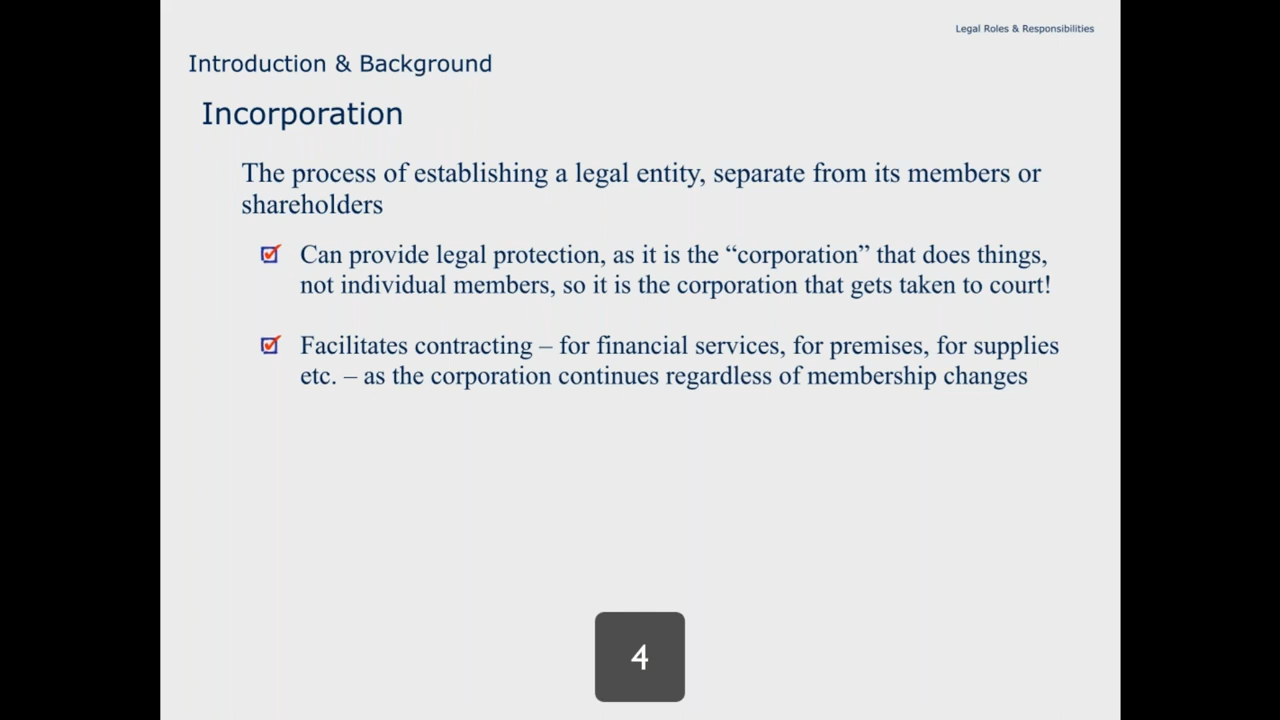 Legal Roles & Responsibilities
Introduction & Background
Incorporation
The process of establishing a legal entity, separate from its members or
shareholders
Can provide legal protection, as it is the “corporation” that does things,
not individual members, so it is the corporation that gets taken to court!
Facilitates contracting – for financial services, for premises, for supplies
etc. – as the corporation continues regardless of membership changes
4